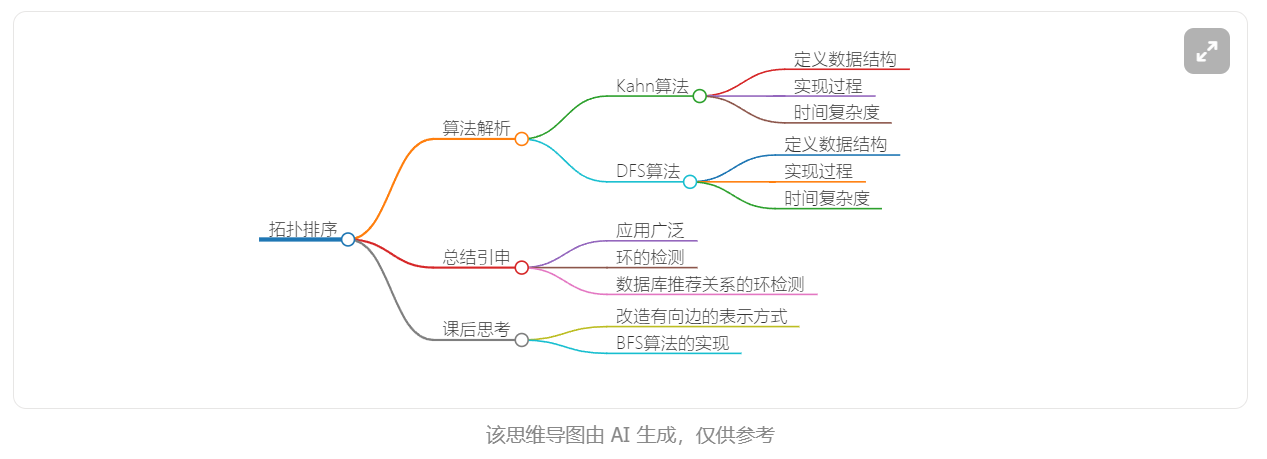 定义数据结构
Kahn算法
实现过程
时间复杂度
算法解析
定义数据结构
DFS算法
实现过程
时间复杂度
拓扑排序
应用广泛
总结引申
环的检测
数据库推荐关系的环检测
改造有向边的表示方式
课后思考
BFS算法的实现
该思维导图由 AI 生成，仅供参考